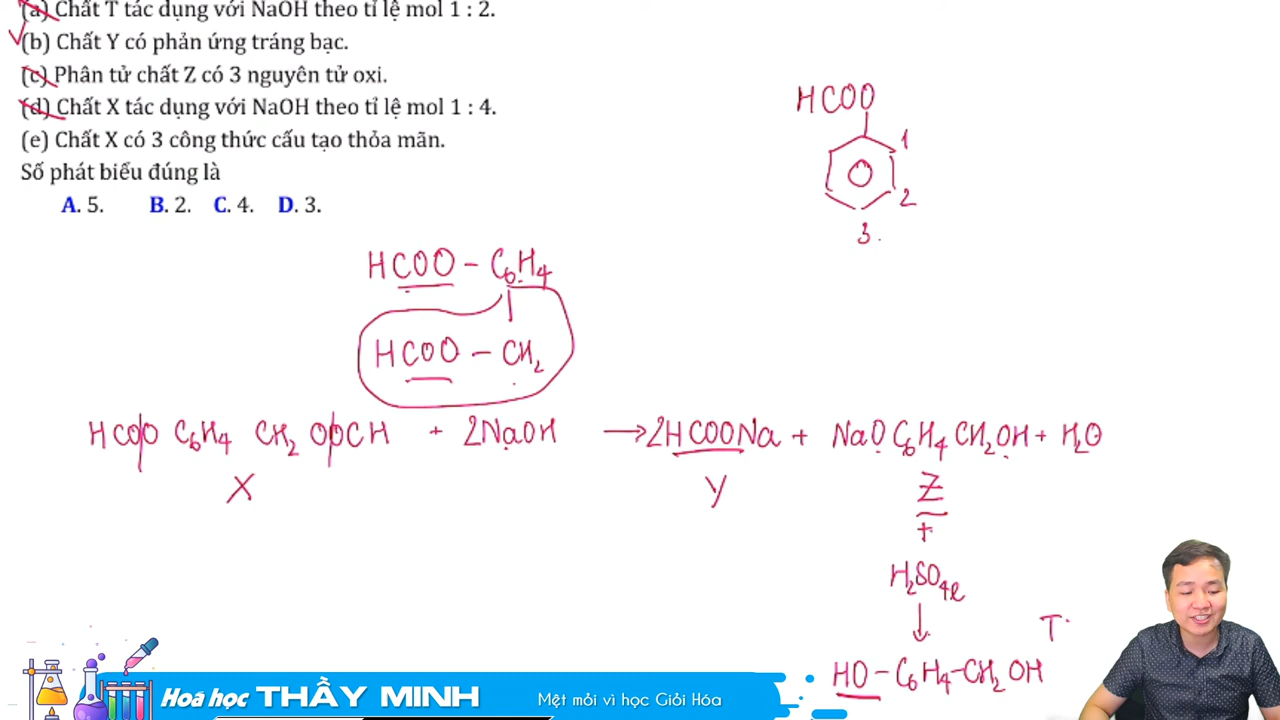 (a) Chất T tác dụng với NaOH theo tỉ lệ mol 1 : 2.
(b) Chất Y có phản ứng tráng bạc.
(c) Phân tử chất Z có 3 nguyên tử oxi.
(d) Chất X tác dụng với NaOH theo tỉ lệ mol 1 : 4.
(e) Chất X có 3 công thức cấu tạo thỏa mãn.
Số phát biểu đúng là
A. 5. B. 2. C. 4. D. 3.
HCOO
1
2
3.
HCOO – C6H4
HCOO – CH2
HCOO C6H4 CH2 OOCH + 2NaOH → 2HCOONa + NaO C6H4 CH2OH + H2O
X Y Z
+
H2SO4l
T
HO – C6H4 – CH2OH
Hoá học THẦY MINH Mệt mỏi vì học Giỏi Hóa